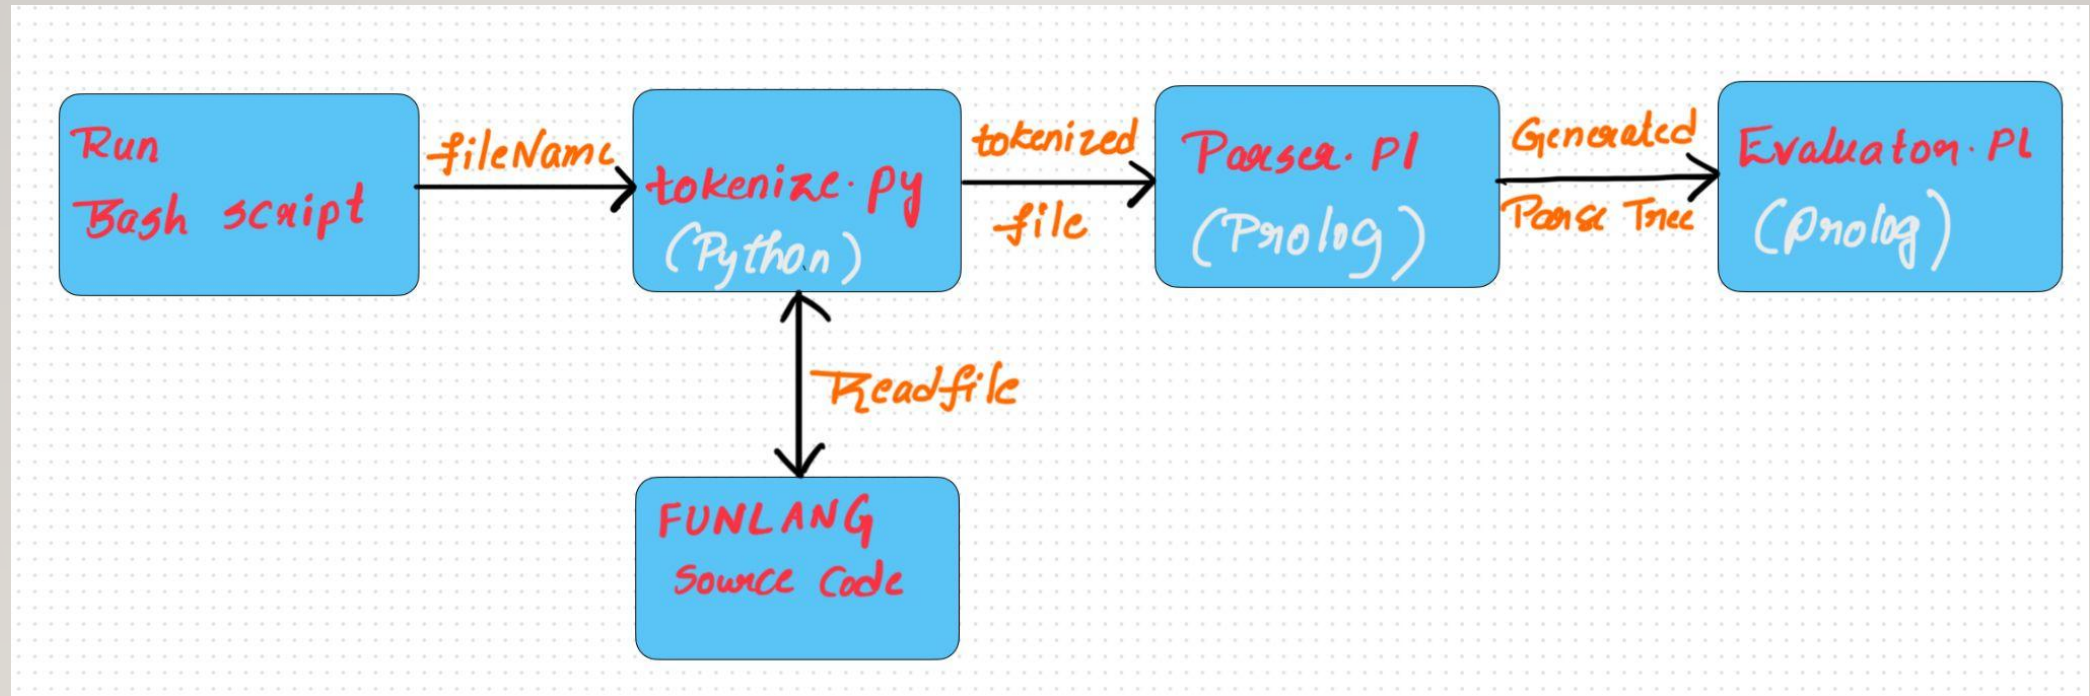 Run
Bash script
fileName
tokenize.py
(Python)
tokenized
file
Parser.Pl
(Prolog)
Generated
Parse Tree
Evaluator.PL
(Prolog)
Readfile
FUNLANG
Source Code